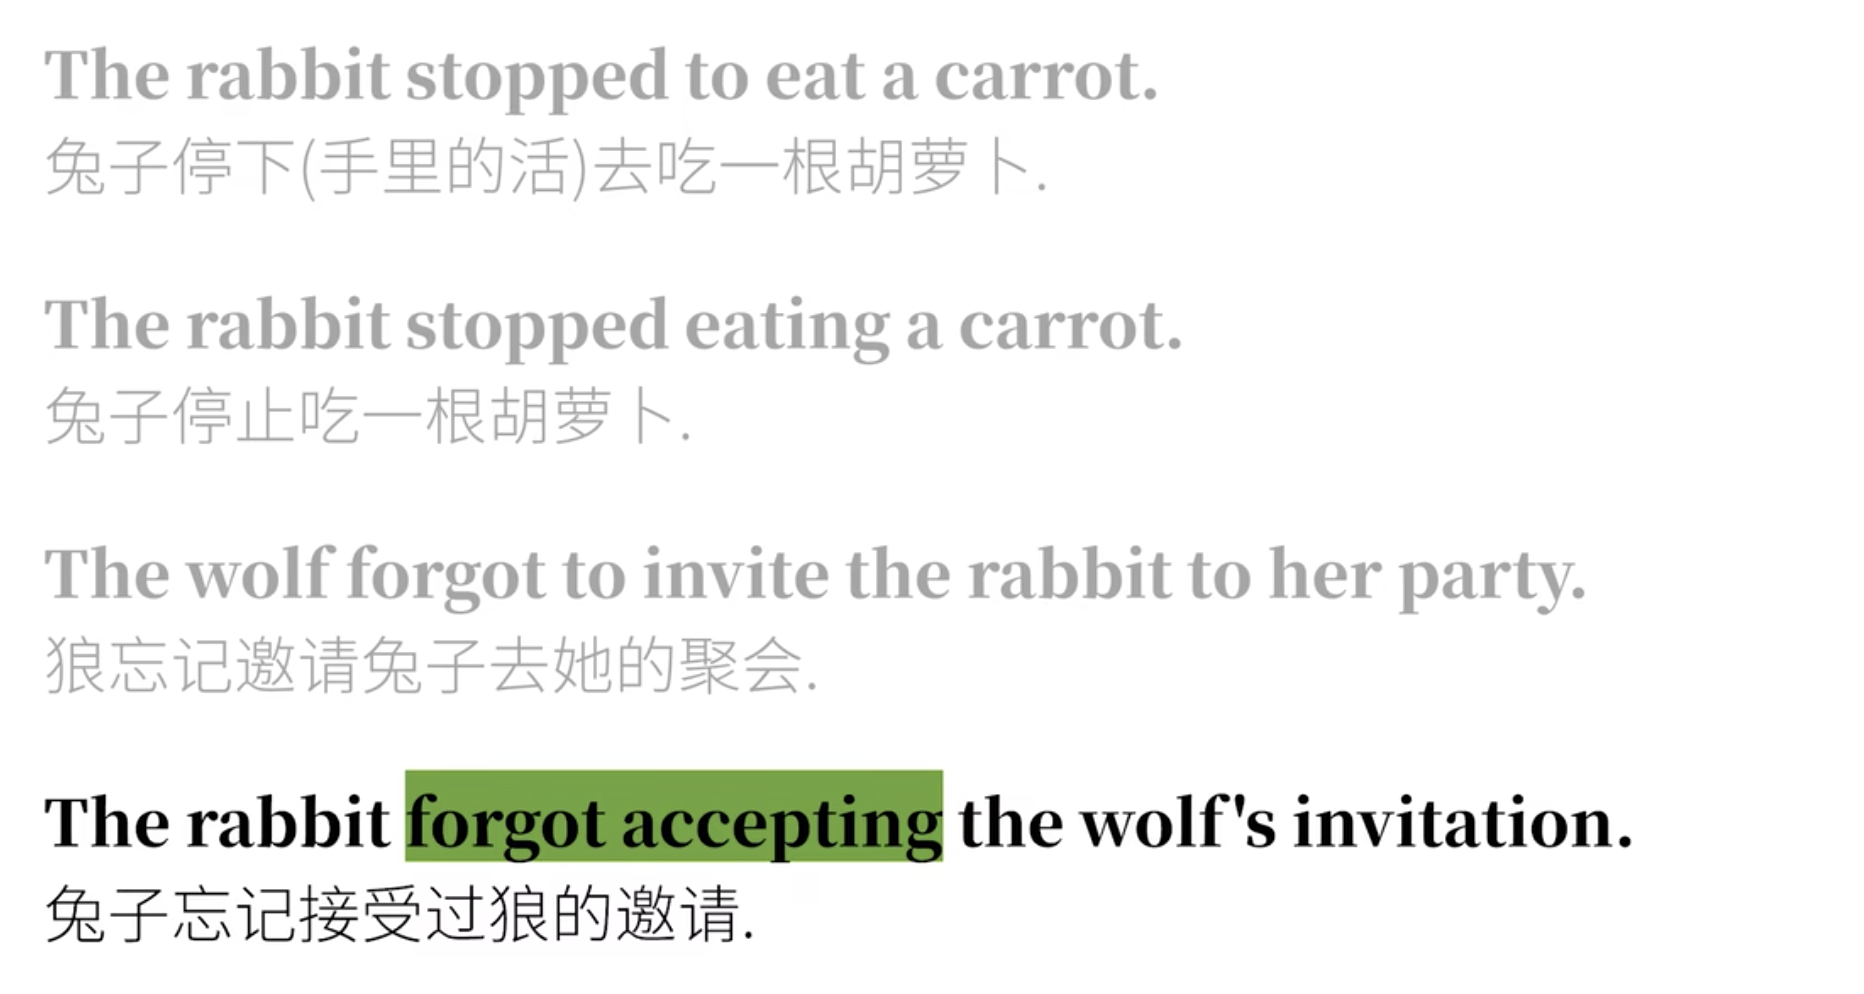 The rabbit stopped to eat a carrot.
兔子停下(手里的活)去吃一根胡萝卜.
The rabbit stopped eating a carrot.
兔子停止吃一根胡萝卜.
The wolf forgot to invite the rabbit to her party.
狼忘记邀请兔子去她的聚会.
The rabbit forgot accepting the wolf's invitation.
兔子忘记接受过狼的邀请.